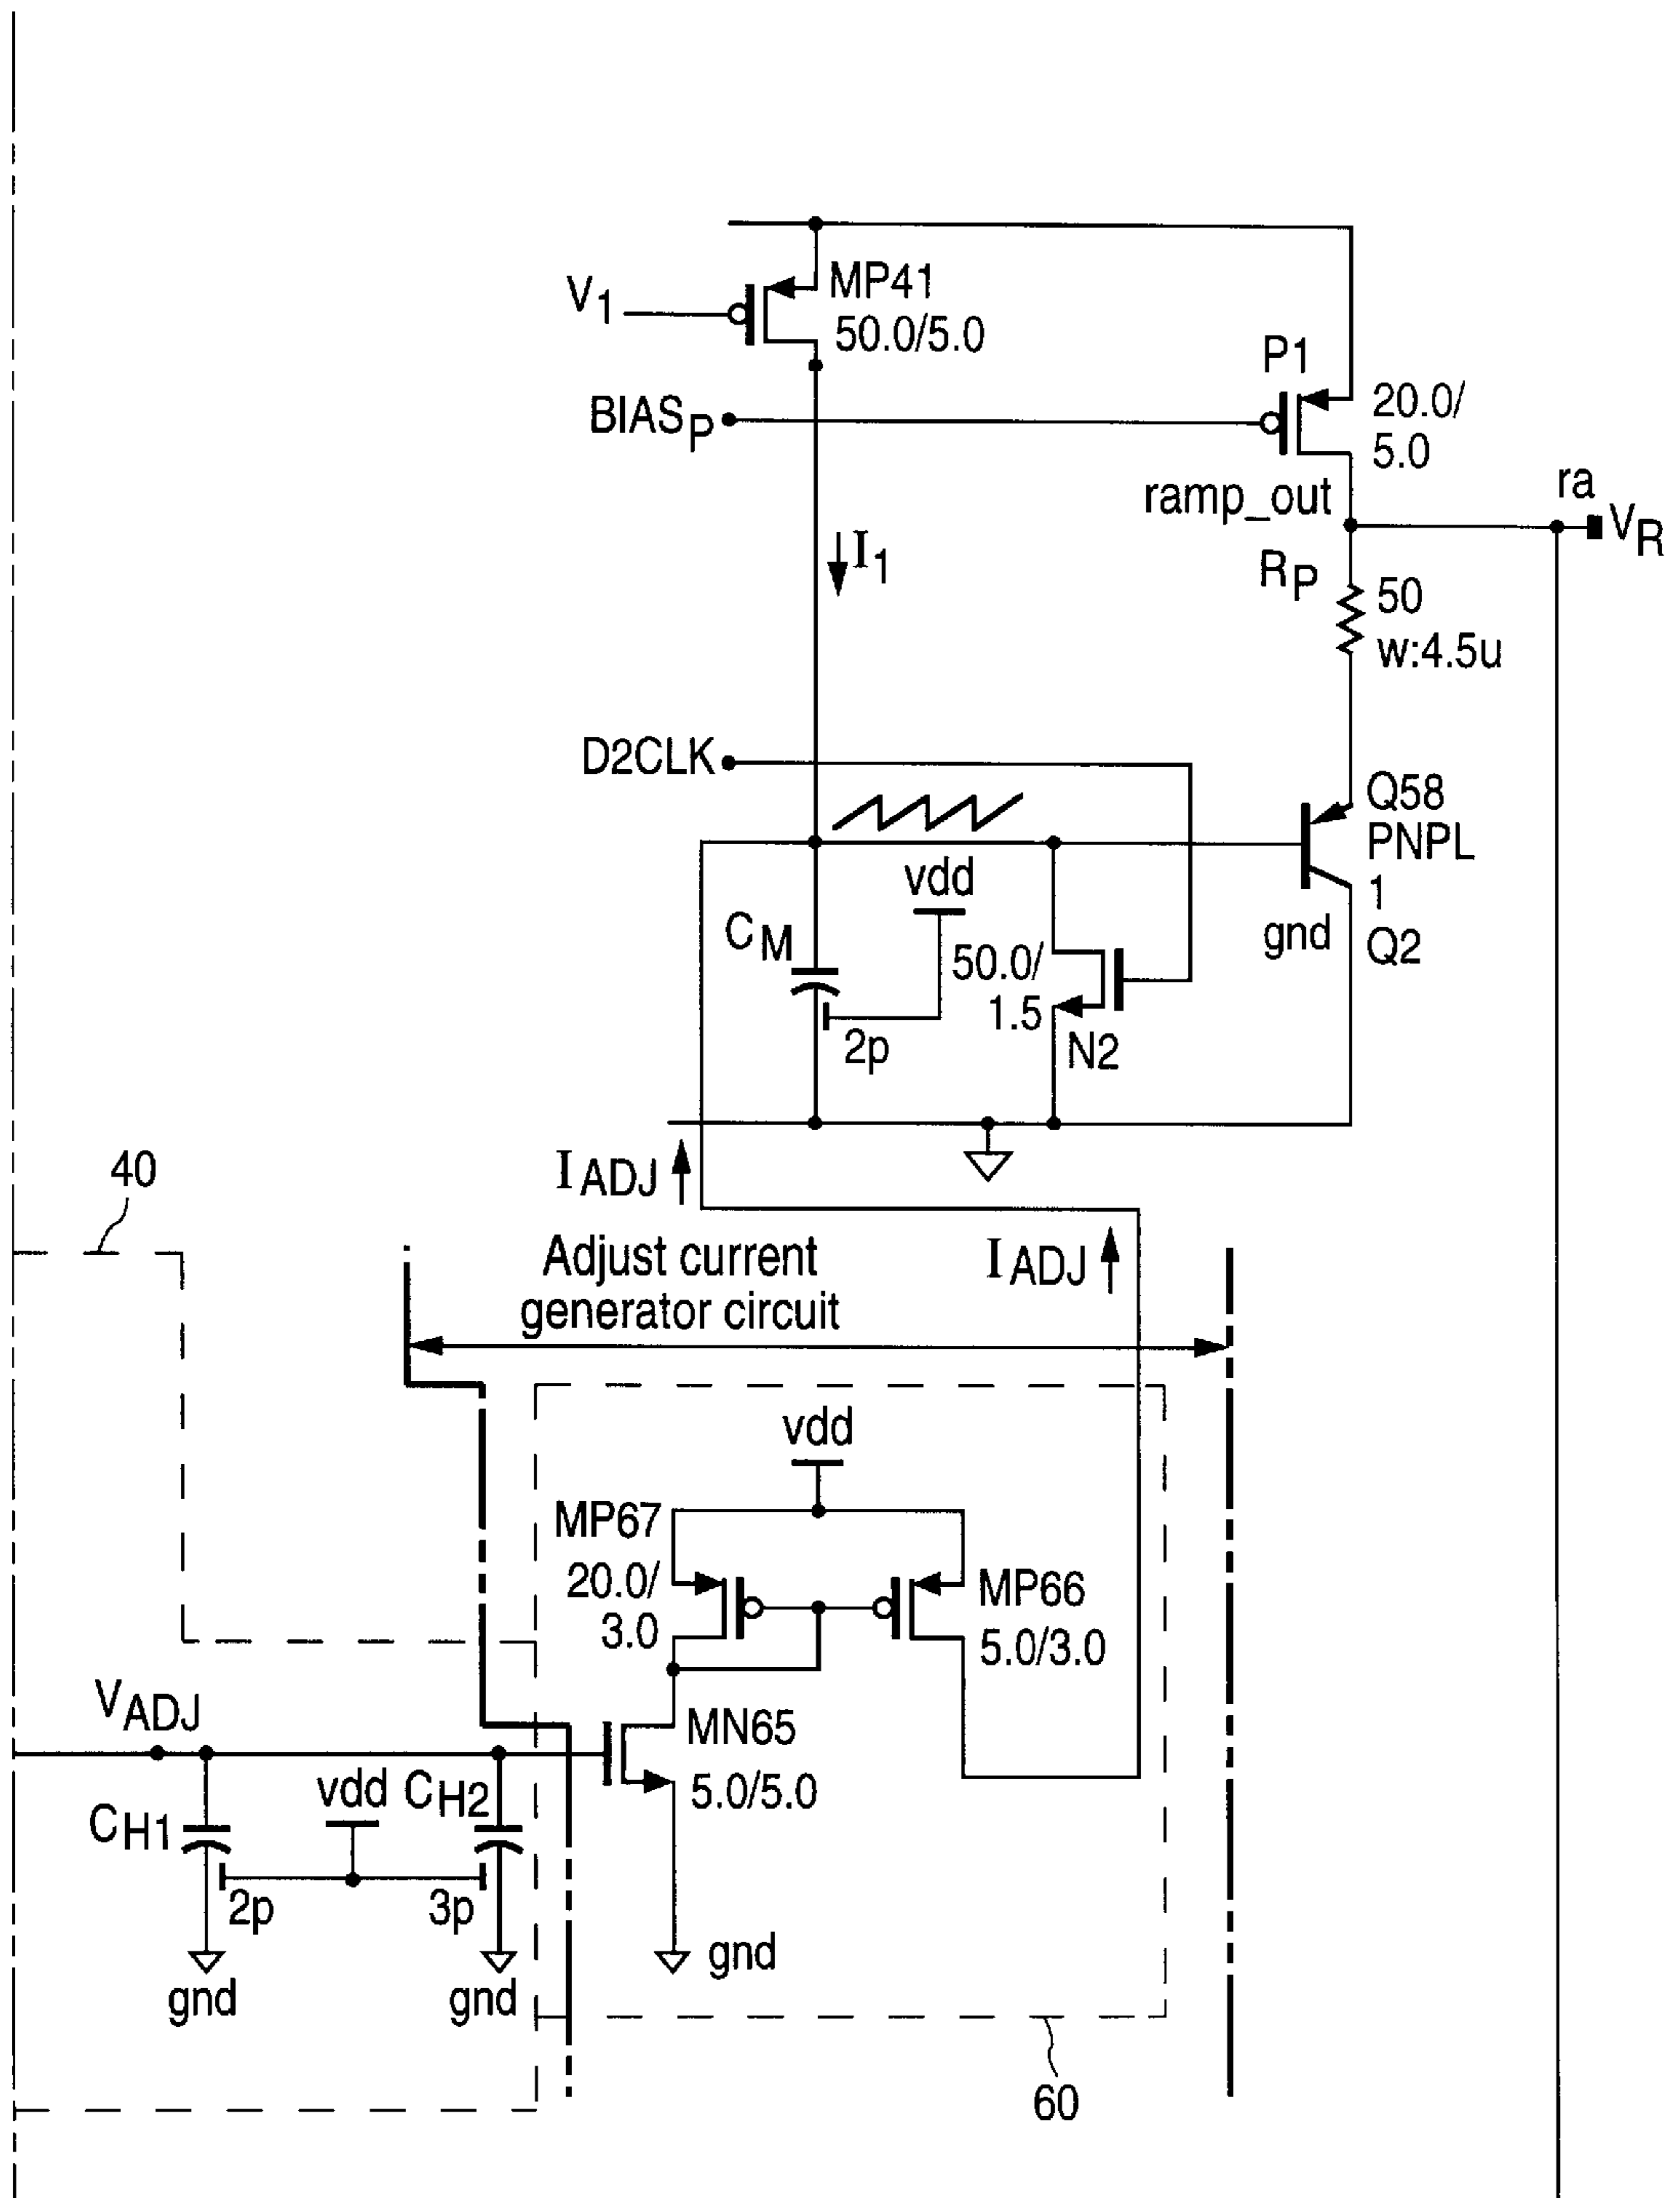 V1
MP41
50.0/5.0
P1
20.0/
5.0
BIASP
ramp_out
ra
VR
I1
RP
50
w:4.5u
D2CLK
Q58
PNPL
1
Q2
gnd
vdd
CM
50.0/
1.5
N2
2p
IADJ
40
Adjust current
generator circuit
IADJ
vdd
MP67
20.0/
3.0
MP66
5.0/3.0
VADJ
MN65
5.0/5.0
vdd
CH2
CH1
2p
3p
gnd
gnd
gnd
60